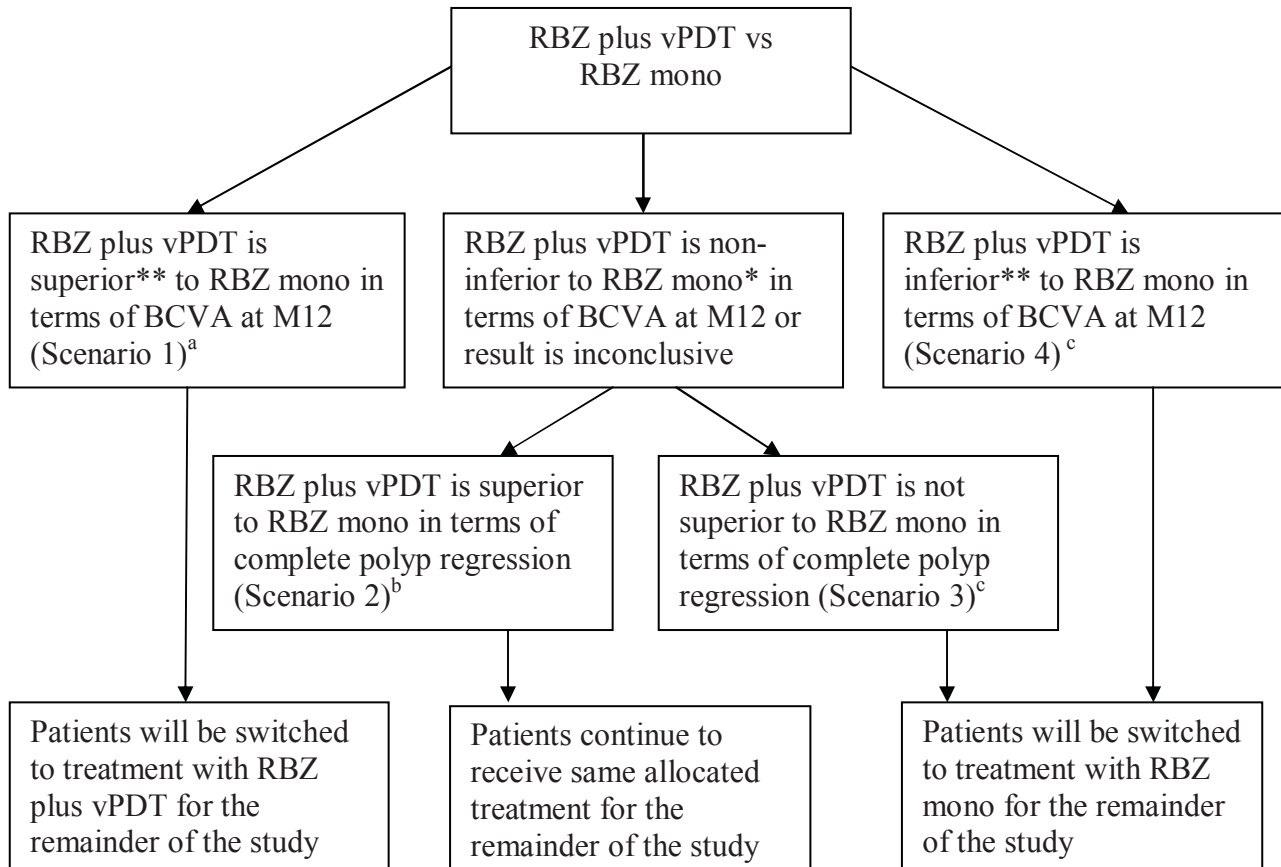 RBZ plus vPDT vs
RBZ mono
RBZ plus vPDT is
superior** to RBZ mono in
terms of BCVA at M12
(Scenario 1)a
RBZ plus vPDT is non-
inferior to RBZ mono* in
terms of BCVA at M12 or
result is inconclusive
RBZ plus vPDT is
inferior** to RBZ mono in
terms of BCVA at M12
(Scenario 4) c
RBZ plus vPDT is superior
to RBZ mono in terms of
complete polyp regression
(Scenario 2)b
RBZ plus vPDT is not
superior to RBZ mono in
terms of complete polyp
regression (Scenario 3)c
Patients will be switched
to treatment with RBZ
plus vPDT for the
remainder of the study
Patients continue to
receive same allocated
treatment for the
remainder of the study
Patients will be switched
to treatment with RBZ
mono for the remainder
of the study